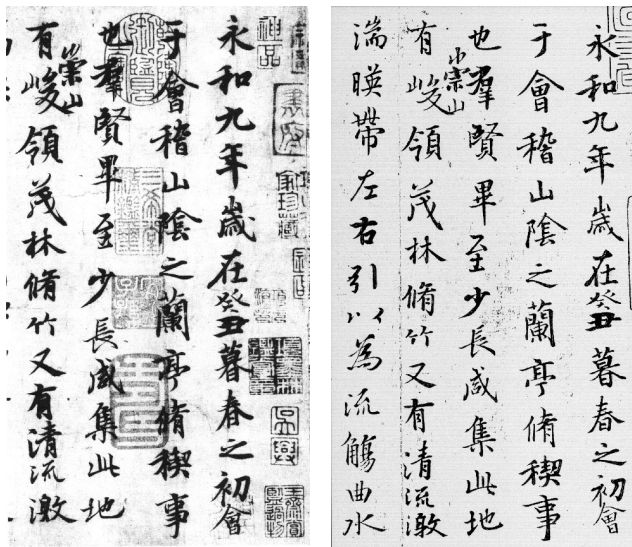 神品
永和九年歲在癸丑暮春之初會
于會稽山陰之蘭亭脩稧事
也羣賢畢至少長咸集此地
有崇山峻領茂林脩竹又有清流激
永和九年歲在癸丑暮春之初會
于會稽山陰之蘭亭脩稧事
也羣賢畢至少長咸集此地
有崇山峻領茂林脩竹又有清流激
湍暎帶左右引以為流觴曲水